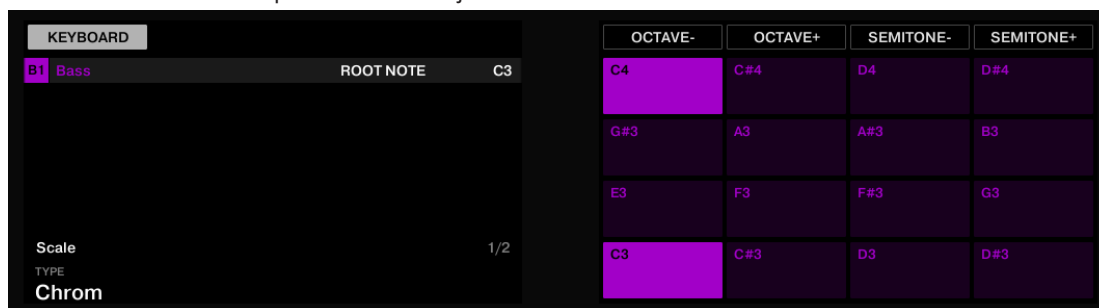 KEYBOARD
B1 Bass ROOT NOTE C3
Scale 1/2
TYPE
Chrom
OCTAVE- OCTAVE+ SEMITONE- SEMITONE+
C4 C#4 D4 D#4
G#3 A3 A#3 B3
E3 F3 F#3 G3
C3 C#3 D3 D#3